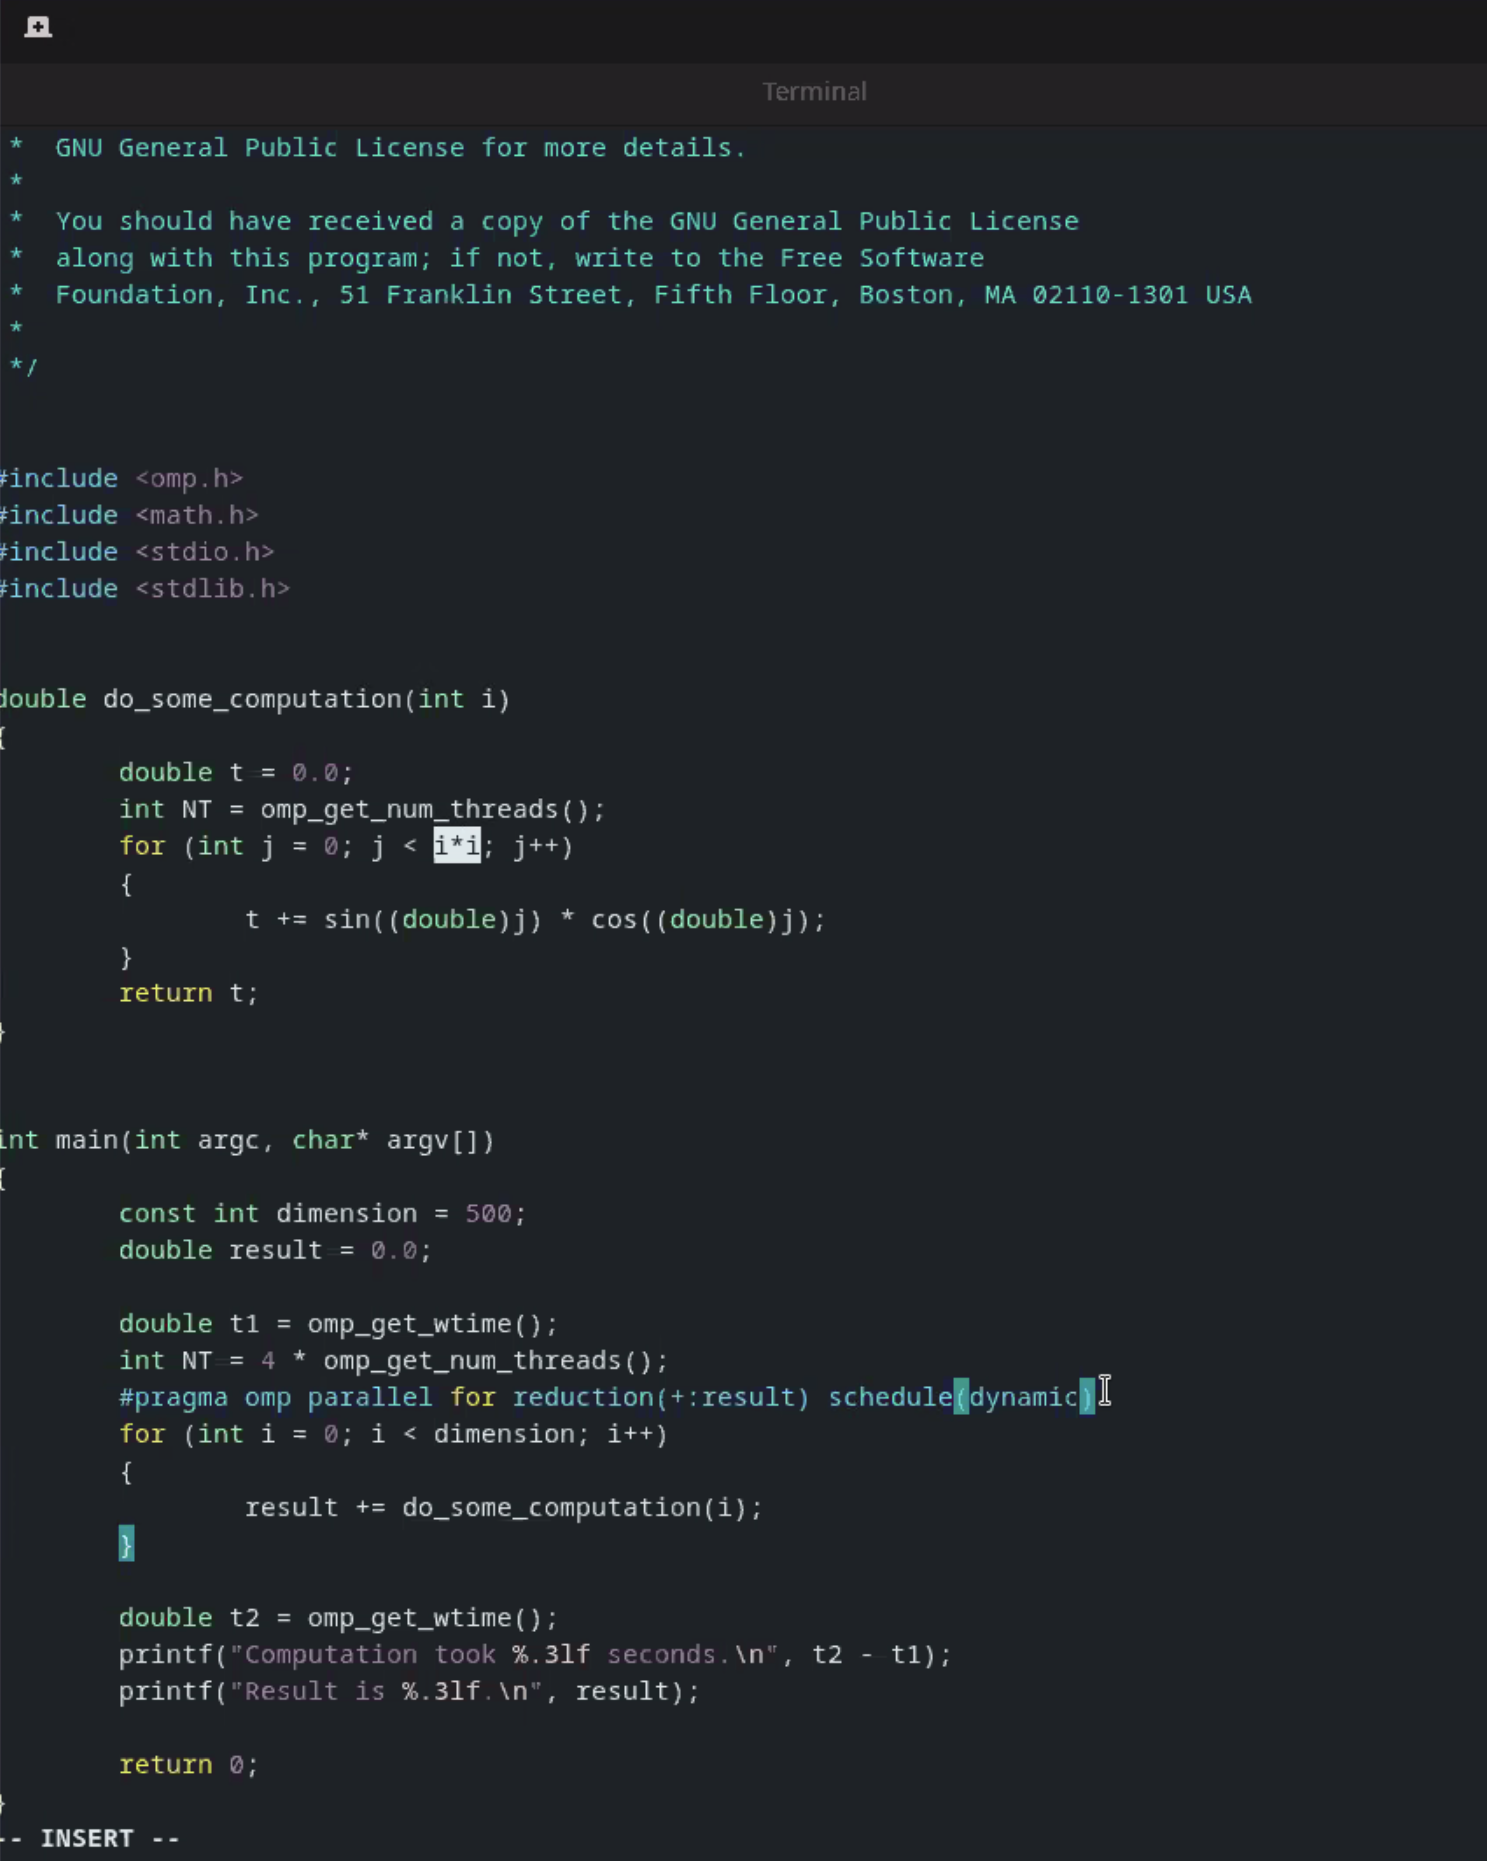 Terminal
 *  GNU General Public License for more details.
 *
 *  You should have received a copy of the GNU General Public License
 *  along with this program; if not, write to the Free Software
 *  Foundation, Inc., 51 Franklin Street, Fifth Floor, Boston, MA 02110-1301 USA
 *
 */
#include <omp.h>
#include <math.h>
#include <stdio.h>
#include <stdlib.h>
double do_some_computation(int i)
{
        double t = 0.0;
        int NT = omp_get_num_threads();
        for (int j = 0; j < i*i; j++)
        {
                t += sin((double)j) * cos((double)j);
        }
        return t;
}
int main(int argc, char* argv[])
{
        const int dimension = 500;
        double result = 0.0;
        double t1 = omp_get_wtime();
        int NT = 4 * omp_get_num_threads();
        #pragma omp parallel for reduction(+:result) schedule(dynamic)
        for (int i = 0; i < dimension; i++)
        {
                result += do_some_computation(i);
        }
        double t2 = omp_get_wtime();
        printf("Computation took %.3lf seconds.\n", t2 - t1);
        printf("Result is %.3lf.\n", result);
        return 0;
}
-- INSERT --